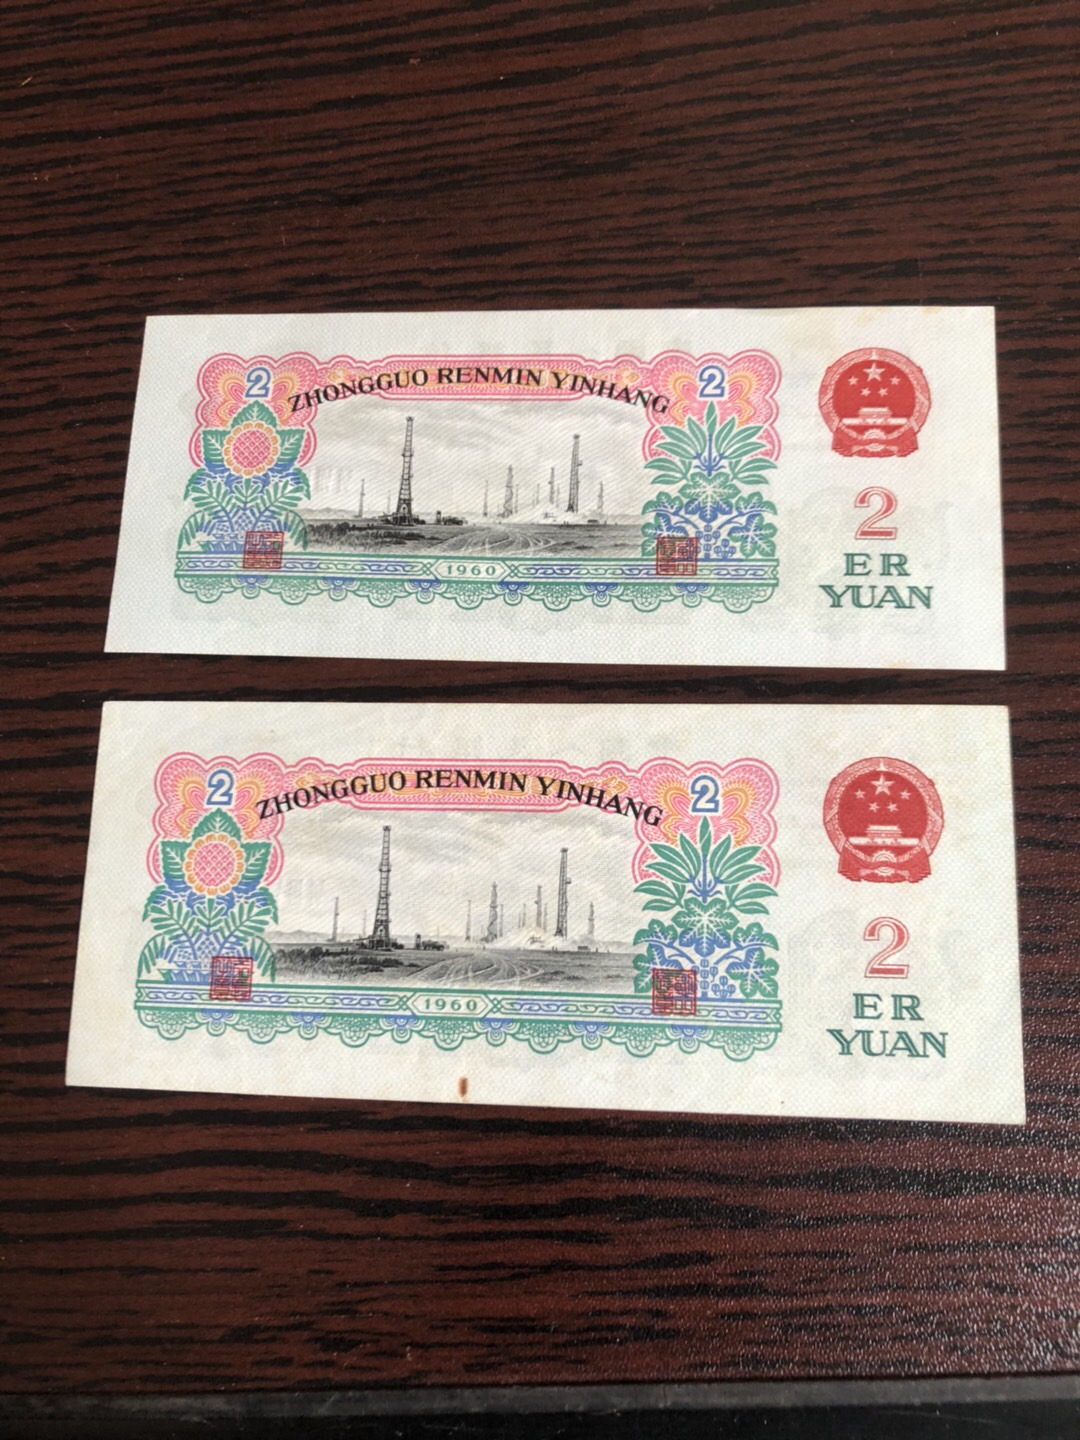 2 ZHONGGUO RENMIN YINHANG 2
2
1960
ER
YUAN
2 ZHONGGUO RENMIN YINHANG 2
2
1960
ER
YUAN